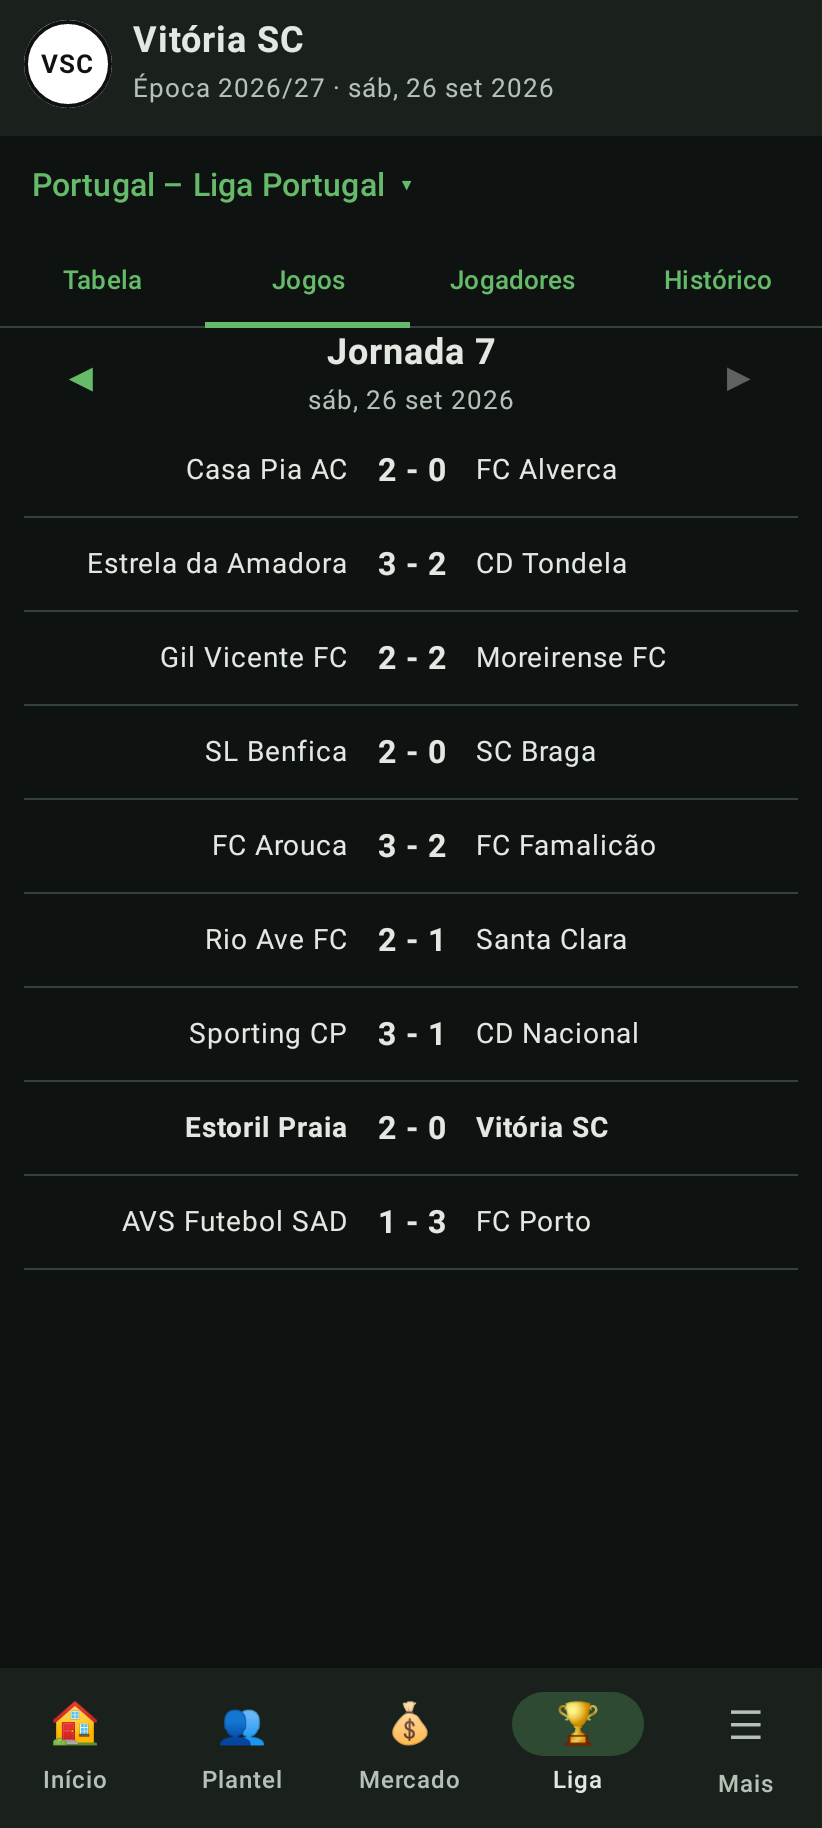 VSC
Vitória SC
Época 2026/27 · sáb, 26 set 2026
Portugal – Liga Portugal ▼
Tabela Jogos Jogadores Histórico
◀ Jornada 7 ▶
sáb, 26 set 2026
Casa Pia AC 2 - 0 FC Alverca
Estrela da Amadora 3 - 2 CD Tondela
Gil Vicente FC 2 - 2 Moreirense FC
SL Benfica 2 - 0 SC Braga
FC Arouca 3 - 2 FC Famalicão
Rio Ave FC 2 - 1 Santa Clara
Sporting CP 3 - 1 CD Nacional
Estoril Praia 2 - 0 Vitória SC
AVS Futebol SAD 1 - 3 FC Porto
Início Plantel Mercado Liga Mais